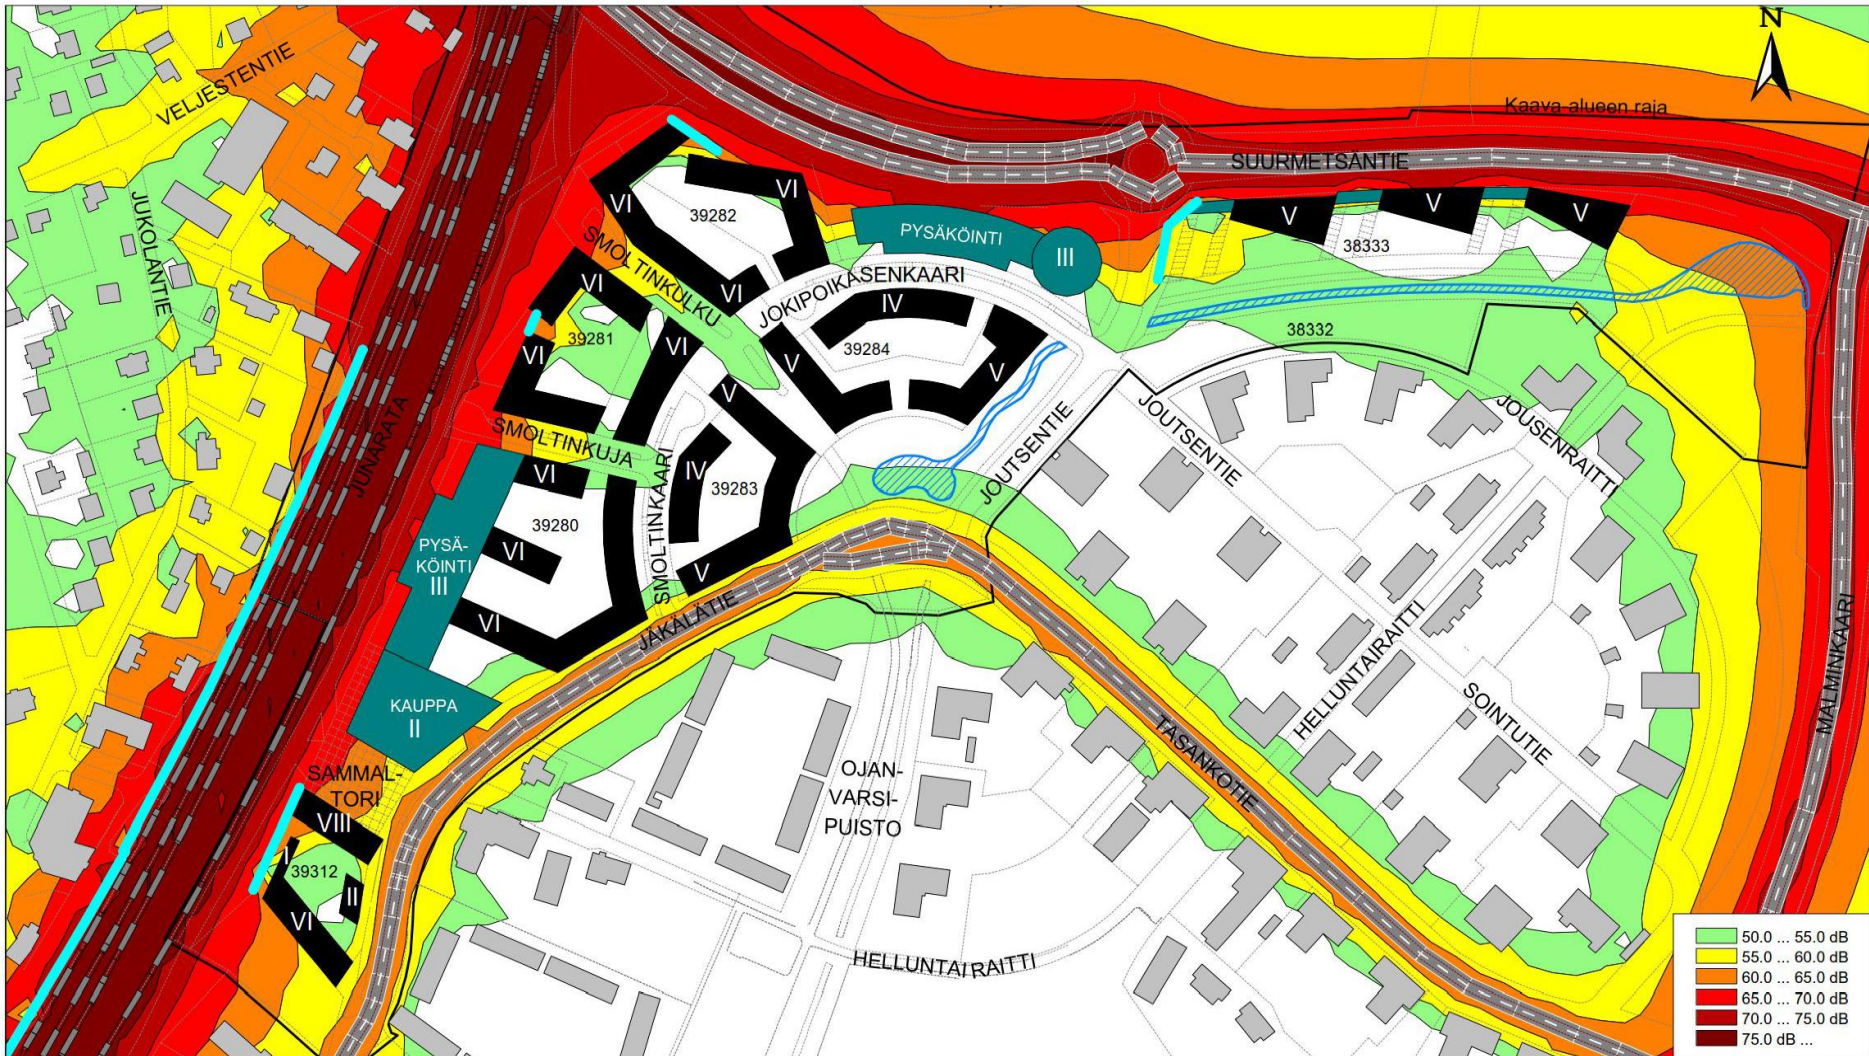 N
Kaava-alueen raja
VELJESTENTIE
SUURMETSÄNTIE
JUKOLANTIE
VI
39282
VI
V
V
V
PYSÄKÖINTI
III
38333
SMOLTINKULKU
VI
VI
JOKIPOIKASENKAARI
IV
VI
39281
VI
39284
38332
V
V
V
JUNARATA
JOUTSENTIE
JOUSENRAITTI
SMOLTINKUJA
SMOLTINKAARI
IV
39283
JOUTSENTIE
VI
39280
VI
PYSÄ-
KÖINTI
III
V
VI
JÄKÄLÄTIE
HELLUNTAIRAITTI
MALMINKAARI
KAUPPA
II
SOINTUTIE
TASANKOTIE
SAMMAL-
TORI
VIII
OJAN-
VARSI-
PUISTO
I
39312
II
VI
HELLUNTAI RAITTI
50.0 ... 55.0 dB
55.0 ... 60.0 dB
60.0 ... 65.0 dB
65.0 ... 70.0 dB
70.0 ... 75.0 dB
75.0 dB ...